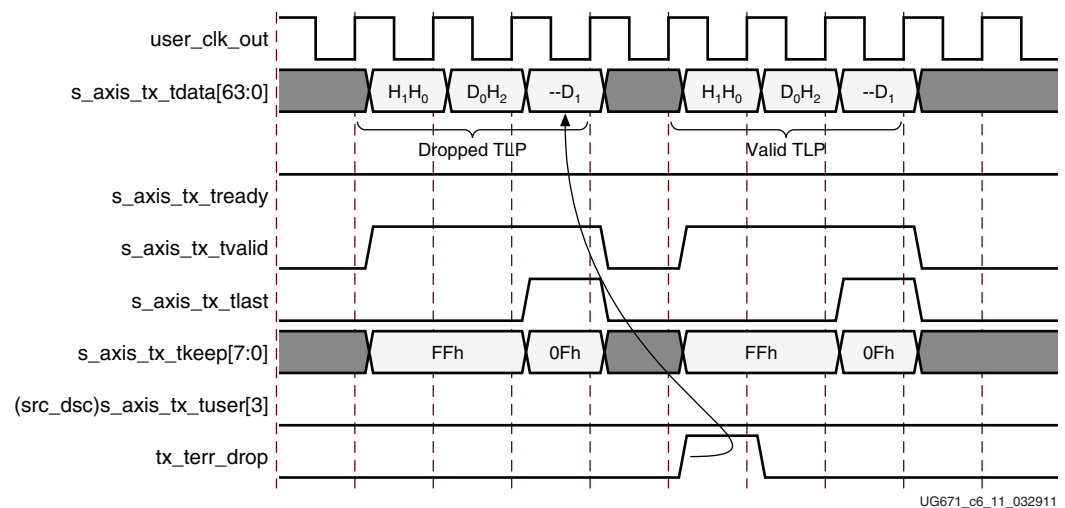 user_clk_out
s_axis_tx_tdata[63:0] H₁H₀ D₀H₂ --D₁ H₁H₀ D₀H₂ --D₁
Dropped TLP Valid TLP
s_axis_tx_tready
s_axis_tx_tvalid
s_axis_tx_tlast
s_axis_tx_tkeep[7:0] FFh 0Fh FFh 0Fh
(src_dsc)s_axis_tx_tuser[3]
tx_terr_drop
UG671_c6_11_032911